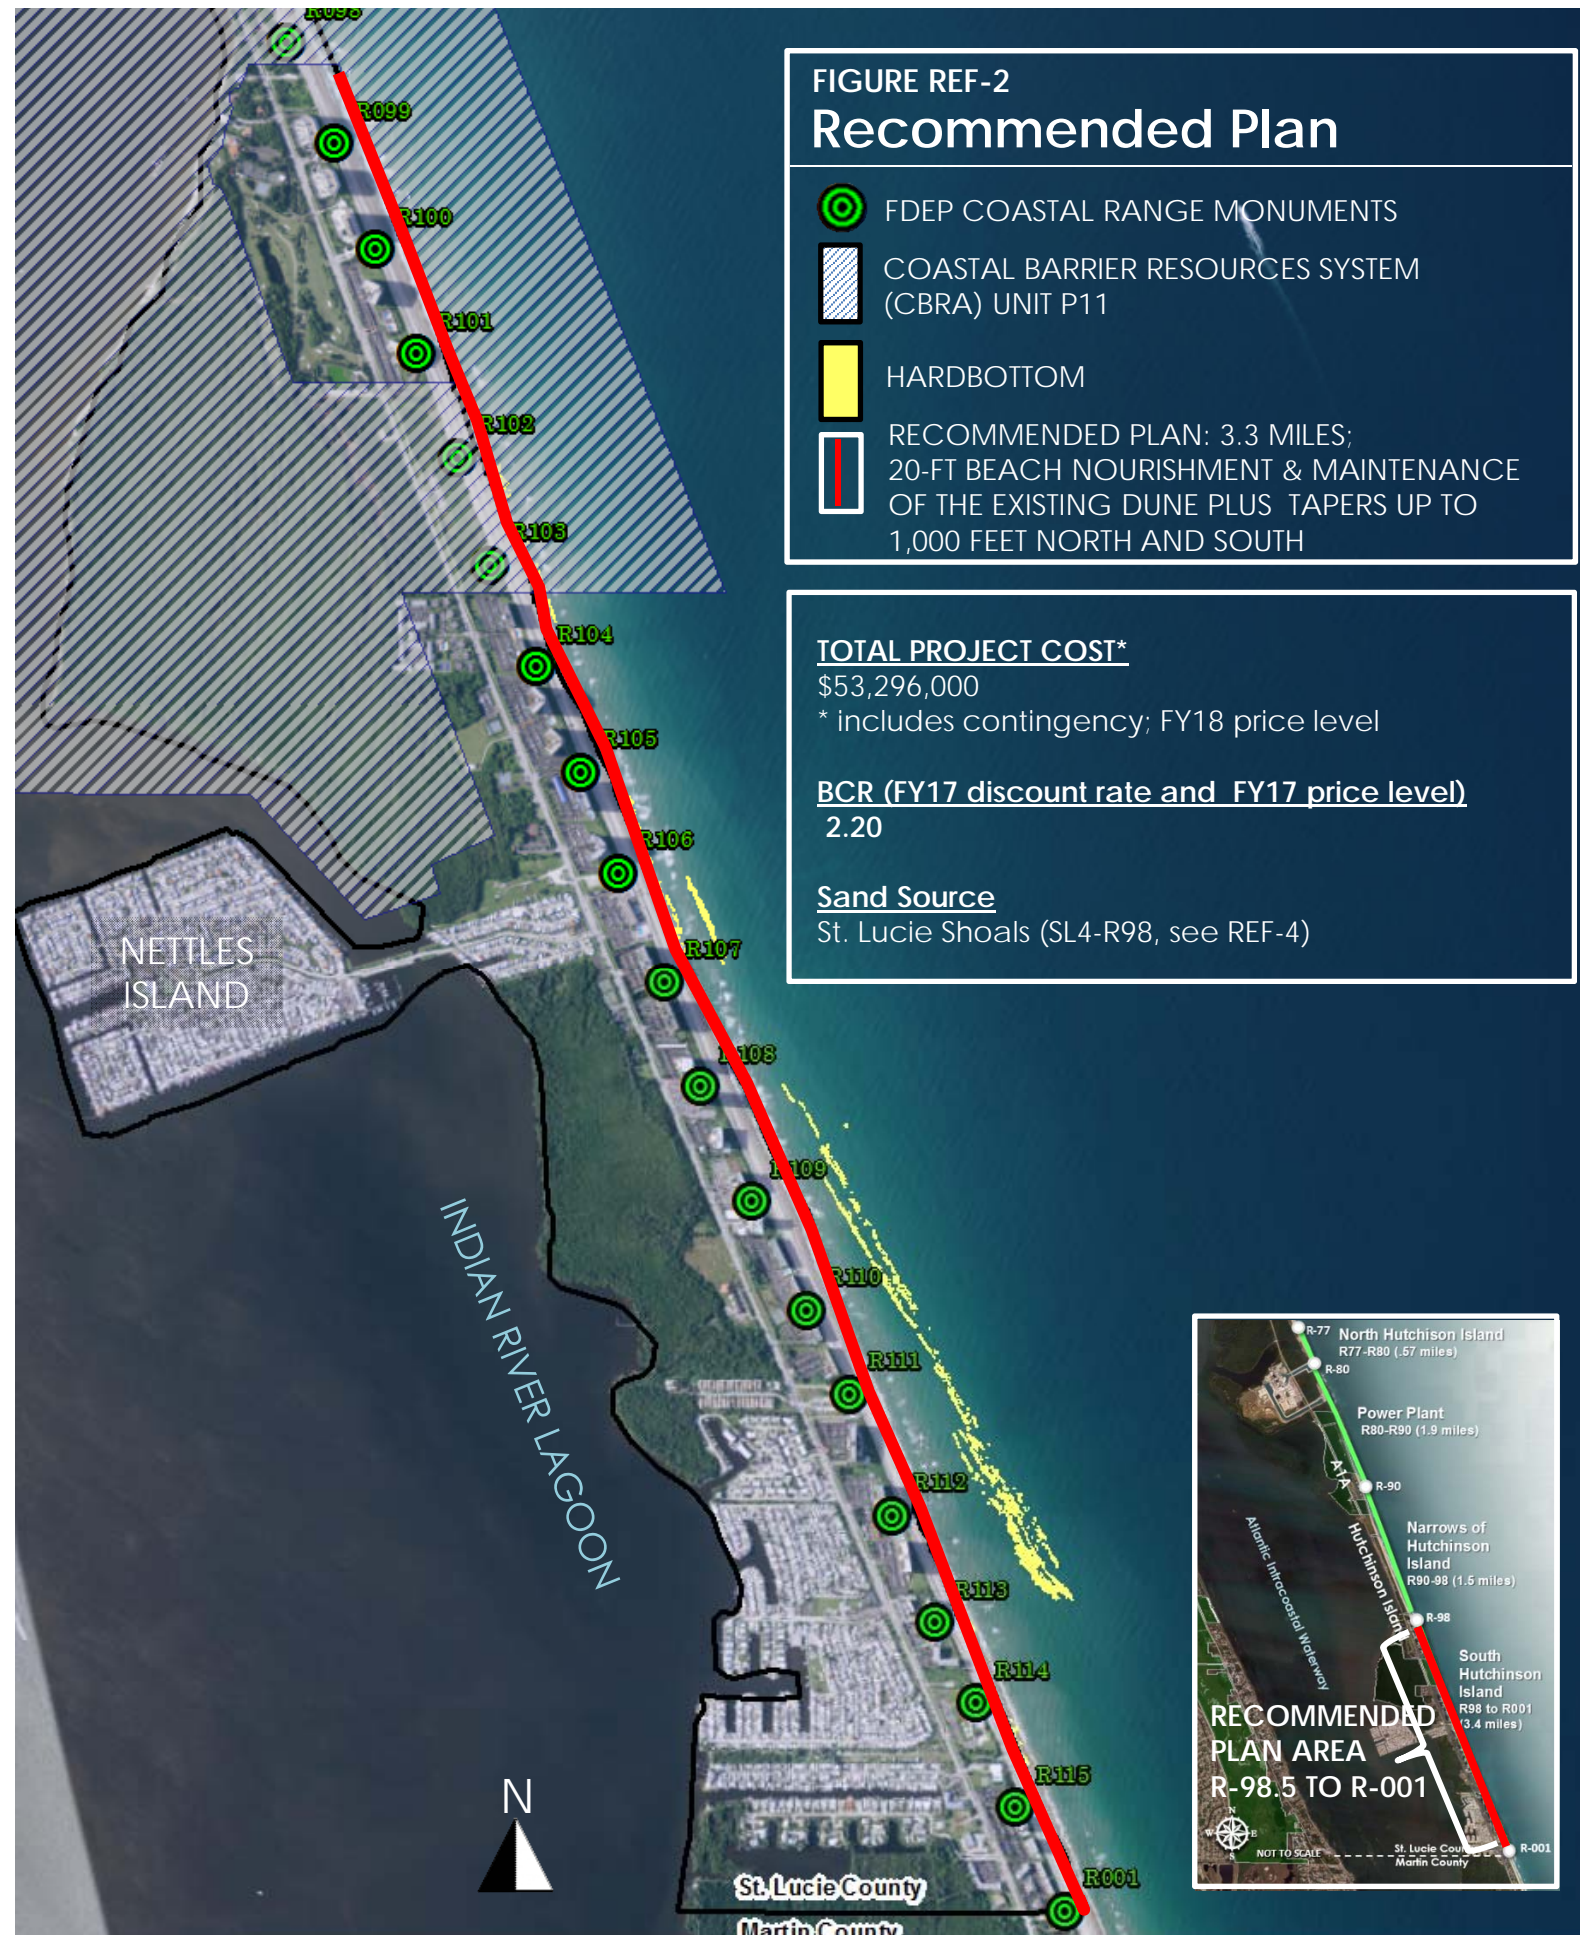 R098
R099
R100
R101
R102
R103
R104
R105
R106
R107
R108
R109
R110
R111
R112
R113
R114
R115
R001
FIGURE REF-2
Recommended Plan
FDEP COASTAL RANGE MONUMENTS
COASTAL BARRIER RESOURCES SYSTEM
(CBRA) UNIT P11
HARDBOTTOM
RECOMMENDED PLAN: 3.3 MILES;
20-FT BEACH NOURISHMENT & MAINTENANCE
OF THE EXISTING DUNE PLUS TAPERS UP TO
1,000 FEET NORTH AND SOUTH
TOTAL PROJECT COST*
$53,296,000
* includes contingency; FY18 price level
BCR (FY17 discount rate and FY17 price level)
2.20
Sand Source
St. Lucie Shoals (SL4-R98, see REF-4)
NETTLES
ISLAND
INDIAN RIVER LAGOON
N
St. Lucie County
Martin County
R-77
North Hutchison Island
R77-R80 (.57 miles)
R-80
Power Plant
R80-R90 (1.9 miles)
A1A
R-90
Narrows of
Hutchinson
Island
R90-98 (1.5 miles)
Hutchinson Island
Atlantic Intracoastal Waterway
R-98
South
Hutchinson
Island
R98 to R001
(3.4 miles)
RECOMMENDED
PLAN AREA
R-98.5 TO R-001
N
W E
S
NOT TO SCALE
St. Lucie County
Martin County
R-001